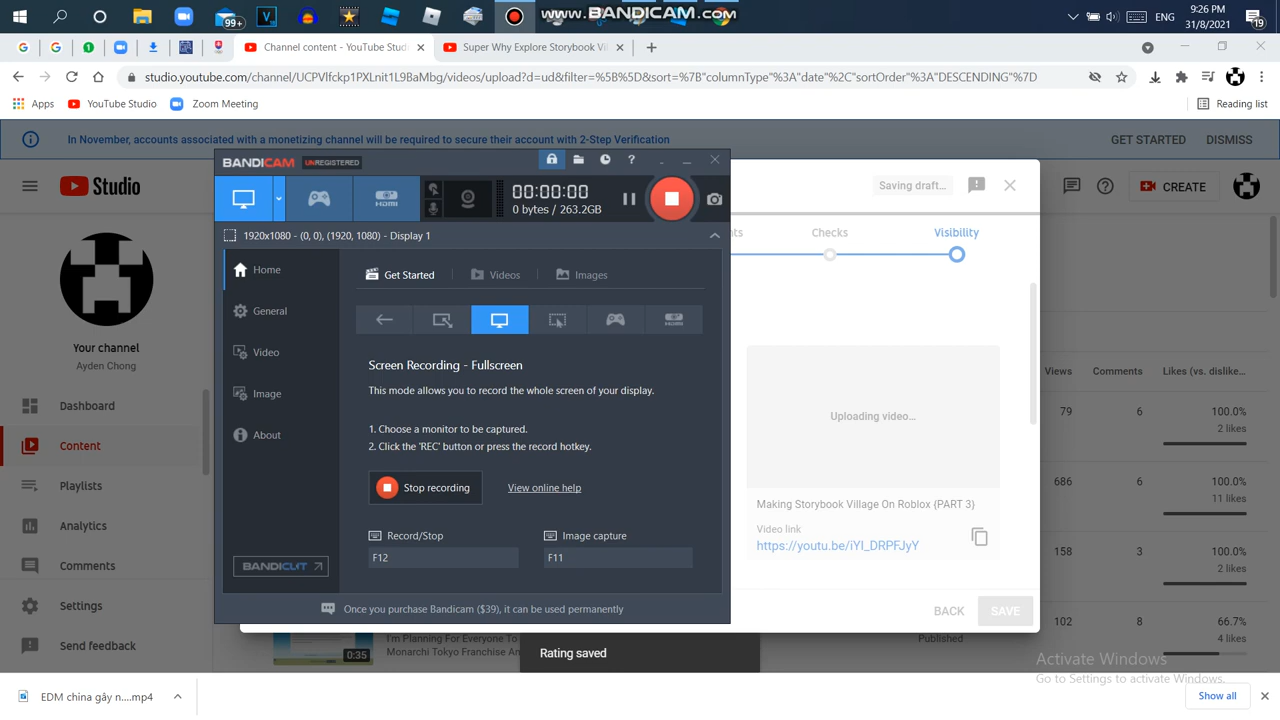 99+
www.BANDICAM.com
ENG
9:26 PM
31/8/2021
19
Channel content - YouTube Studi
Super Why Explore Storybook Vil
studio.youtube.com/channel/UCPVlfckp1PXLnit1L9BaMbg/videos/upload?d=ud&filter=%5B%5D&sort=%7B"columnType"%3A"date"%2C"sortOrder"%3A"DESCENDING"%7D
Apps
YouTube Studio
Zoom Meeting
Reading list
In November, accounts associated with a monetizing channel will be required to secure their account with 2-Step Verification
GET STARTED
DISMISS
Studio
CREATE
Your channel
Ayden Chong
Dashboard
Content
Playlists
Analytics
Comments
Settings
Send feedback
BANDICAM UNREGISTERED
HDMI
00:00:00
0 bytes / 263.2GB
1920x1080 - (0, 0), (1920, 1080) - Display 1
Home
General
Video
Image
About
BANDICUT
Get Started
Videos
Images
HDMI
Screen Recording - Fullscreen
This mode allows you to record the whole screen of your display.
1. Choose a monitor to be captured.
2. Click the 'REC' button or press the record hotkey.
Stop recording
View online help
Record/Stop
F12
Image capture
F11
Once you purchase Bandicam ($39), it can be used permanently
Saving draft...
nts
Checks
Visibility
Uploading video...
Making Storybook Village On Roblox {PART 3}
Video link
https://youtu.be/iYI_DRPFJyY
BACK
SAVE
Views
Comments
Likes (vs. dislike...
79
6
100.0%
2 likes
686
6
100.0%
11 likes
158
3
100.0%
2 likes
102
8
66.7%
4 likes
I'm Planning For Everyone To
Monarchi Tokyo Franchise An
0:35
Published
Rating saved
Activate Windows
Go to Settings to activate Windows.
EDM china gây n....mp4
Show all